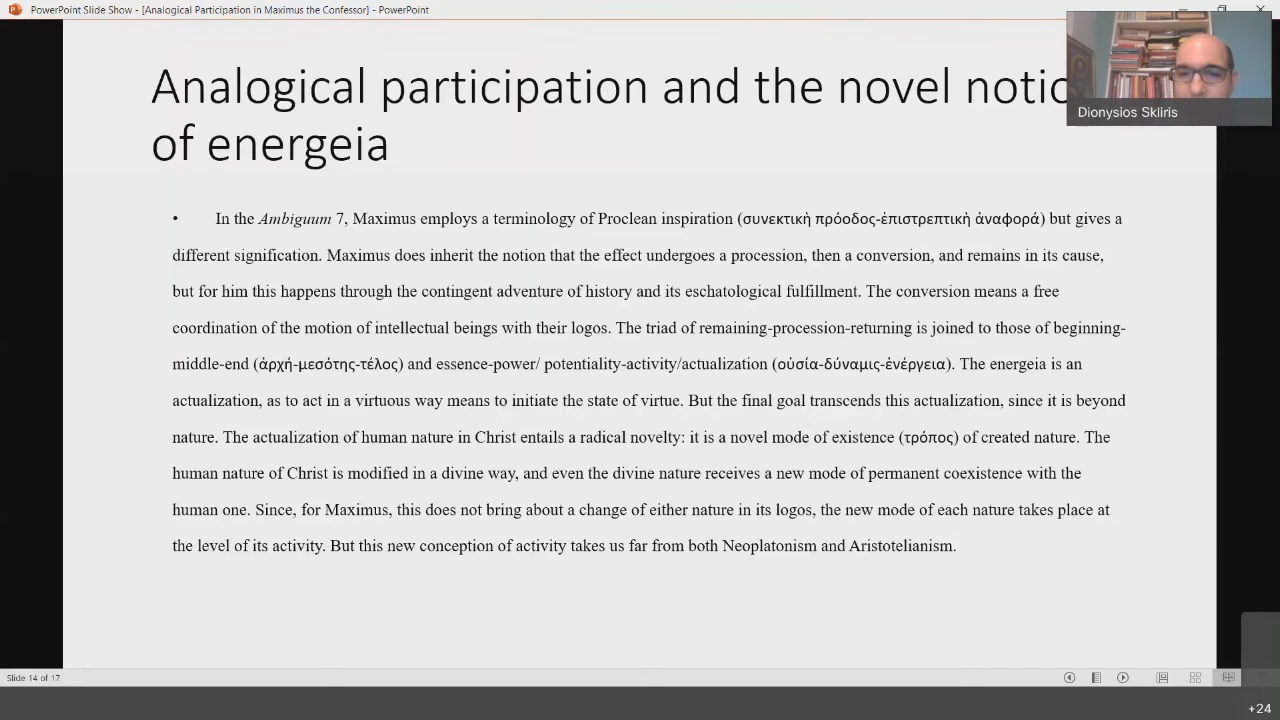 PowerPoint Slide Show - [Analogical Participation in Maximus the Confessor] - PowerPoint
Analogical participation and the novel notio
of energeia
Dionysios Skliris
• In the Ambiguum 7, Maximus employs a terminology of Proclean inspiration (συνεκτικὴ πρόοδος-ἐπιστρεπτικὴ ἀναφορά) but gives a
different signification. Maximus does inherit the notion that the effect undergoes a procession, then a conversion, and remains in its cause,
but for him this happens through the contingent adventure of history and its eschatological fulfillment. The conversion means a free
coordination of the motion of intellectual beings with their logos. The triad of remaining-procession-returning is joined to those of beginning-
middle-end (ἀρχή-μεσότης-τέλος) and essence-power/ potentiality-activity/actualization (οὐσία-δύναμις-ἐνέργεια). The energeia is an
actualization, as to act in a virtuous way means to initiate the state of virtue. But the final goal transcends this actualization, since it is beyond
nature. The actualization of human nature in Christ entails a radical novelty: it is a novel mode of existence (τρόπος) of created nature. The
human nature of Christ is modified in a divine way, and even the divine nature receives a new mode of permanent coexistence with the
human one. Since, for Maximus, this does not bring about a change of either nature in its logos, the new mode of each nature takes place at
the level of its activity. But this new conception of activity takes us far from both Neoplatonism and Aristotelianism.
Slide 14 of 17
+24